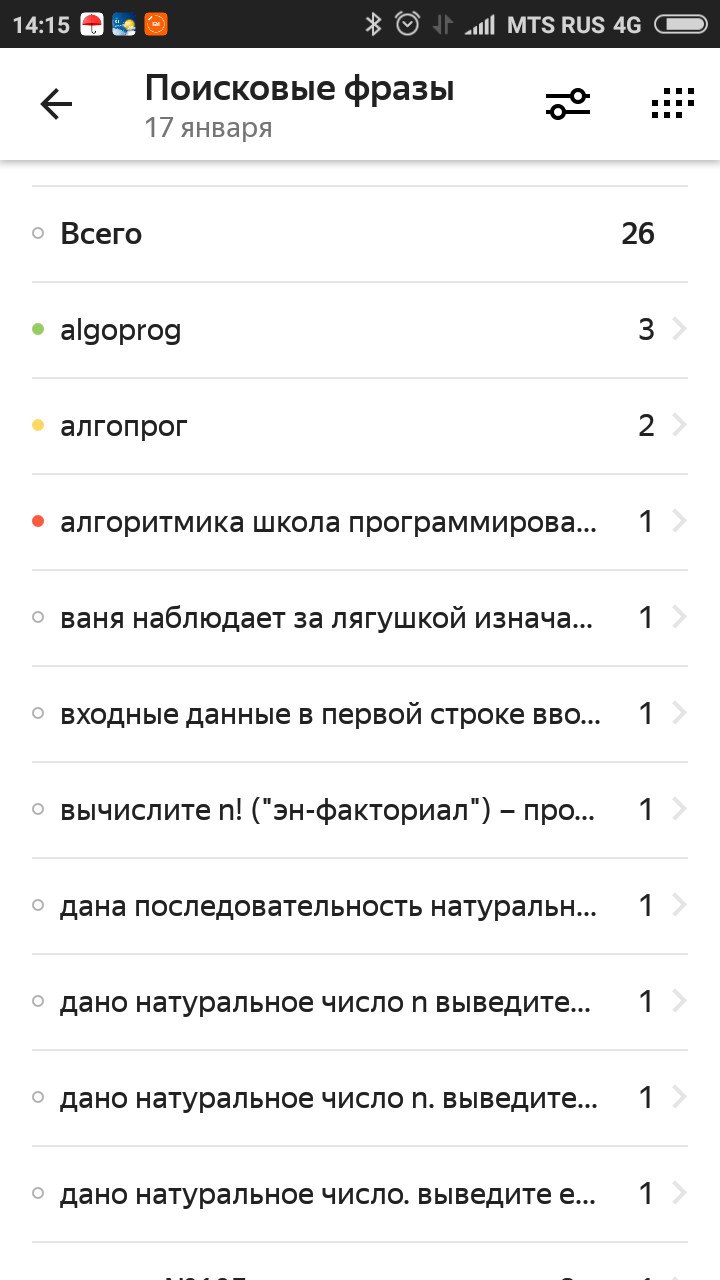 14:15 MTS RUS 4G
Поисковые фразы
17 января
Всего 26
algoprog 3
алгопрог 2
алгоритмика школа программирова... 1
ваня наблюдает за лягушкой изнача... 1
входные данные в первой строке вво... 1
вычислите n! ("эн-факториал") – про... 1
дана последовательность натуральн... 1
дано натуральное число n выведите... 1
дано натуральное число n. выведите... 1
дано натуральное число. выведите е... 1